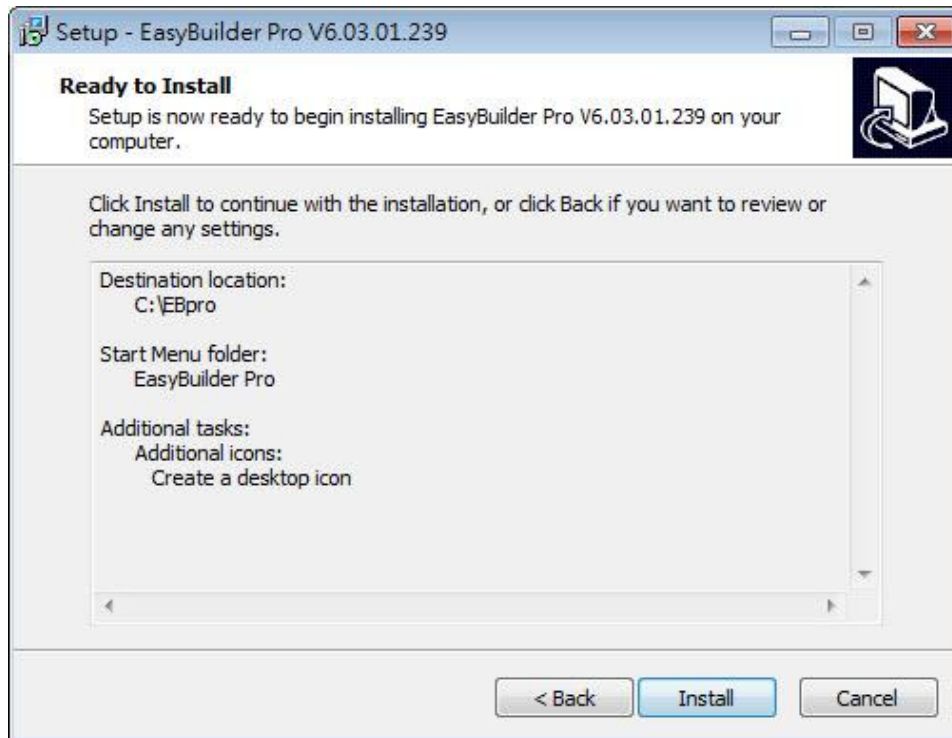 Setup - EasyBuilder Pro V6.03.01.239
Ready to Install
Setup is now ready to begin installing EasyBuilder Pro V6.03.01.239 on your
computer.
Click Install to continue with the installation, or click Back if you want to review or
change any settings.
Destination location:
C:\EBpro
Start Menu folder:
EasyBuilder Pro
Additional tasks:
Additional icons:
Create a desktop icon
< Back
Install
Cancel